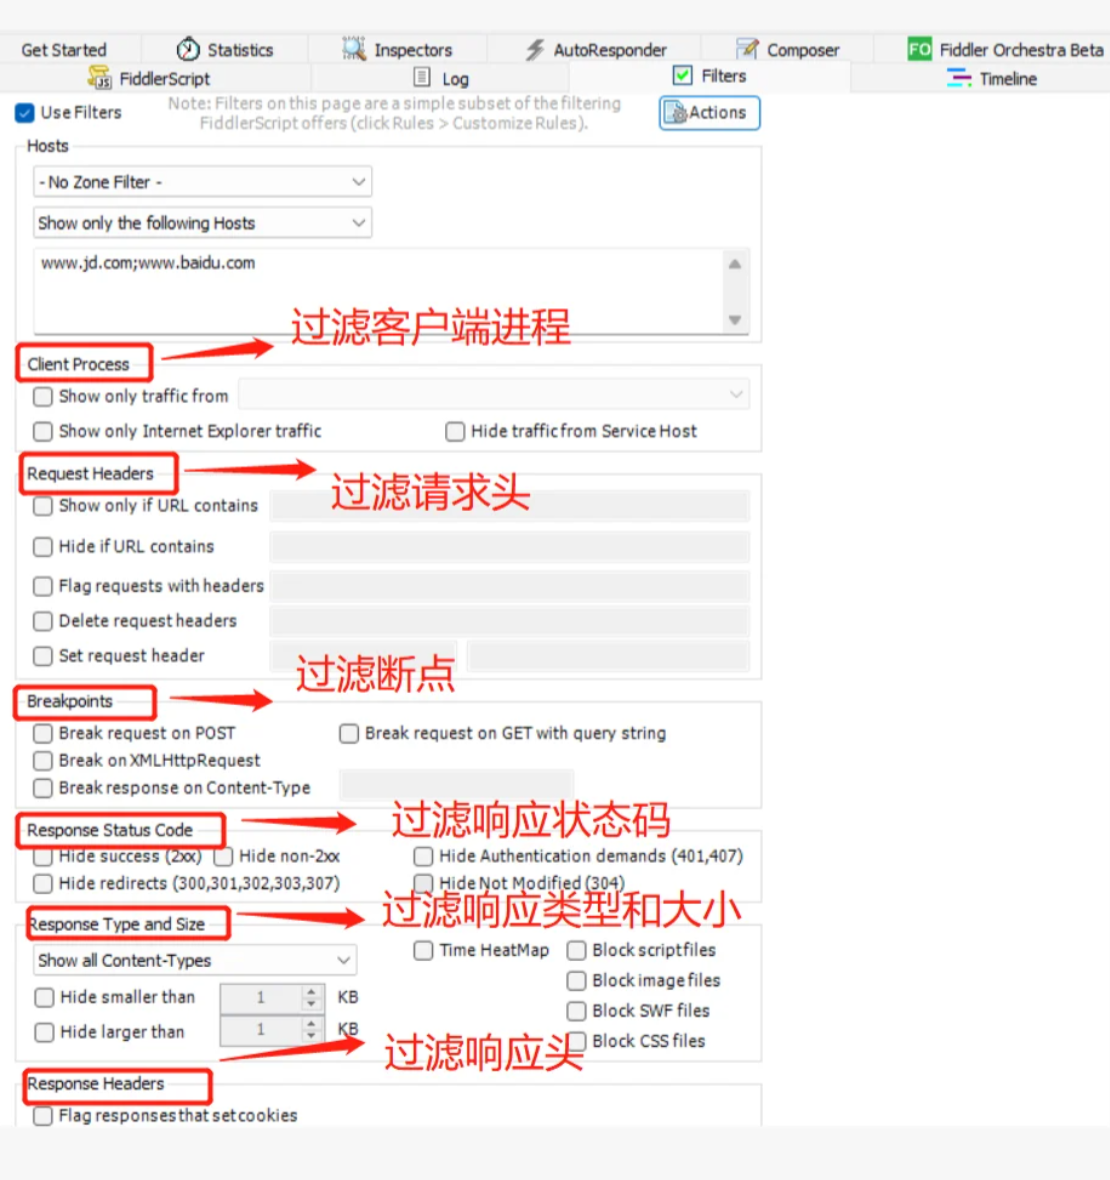 Get Started Statistics Inspectors AutoResponder Composer FO Fiddler Orchestra Beta
JS FiddlerScript Log Filters Timeline
Use Filters
Note: Filters on this page are a simple subset of the filtering
FiddlerScript offers (click Rules > Customize Rules).
Actions
Hosts
- No Zone Filter -
Show only the following Hosts
www.jd.com;www.baidu.com
过滤客户端进程
Client Process
Show only traffic from
Show only Internet Explorer traffic Hide traffic from Service Host
Request Headers
过滤请求头
Show only if URL contains
Hide if URL contains
Flag requests with headers
Delete request headers
Set request header
过滤断点
Breakpoints
Break request on POST Break request on GET with query string
Break on XMLHttpRequest
Break response on Content-Type
过滤响应状态码
Response Status Code
Hide success (2xx) Hide non-2xx Hide Authentication demands (401,407)
Hide redirects (300,301,302,303,307) Hide Not Modified (304)
过滤响应类型和大小
Response Type and Size
Show all Content-Types Time HeatMap Block script files
Block image files
Hide smaller than 1 KB
Block SWF files
Hide larger than 1 KB
Block CSS files
过滤响应头
Response Headers
Flag responses that set cookies